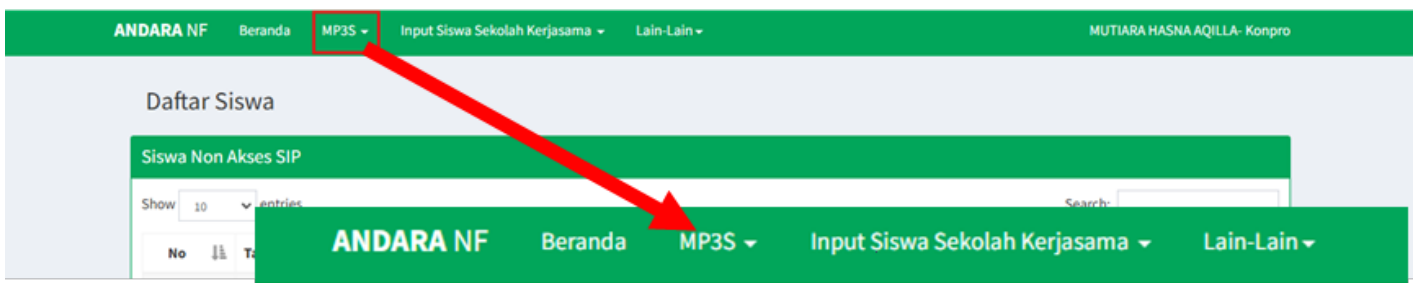 ANDARA NF Beranda MP3S Input Siswa Sekolah Kerjasama Lain-Lain MUTIARA HASNA AQILLA- Konpro
Daftar Siswa
Siswa Non Akses SIP
Show 10 entries Search:
No
ANDARA NF Beranda MP3S Input Siswa Sekolah Kerjasama Lain-Lain